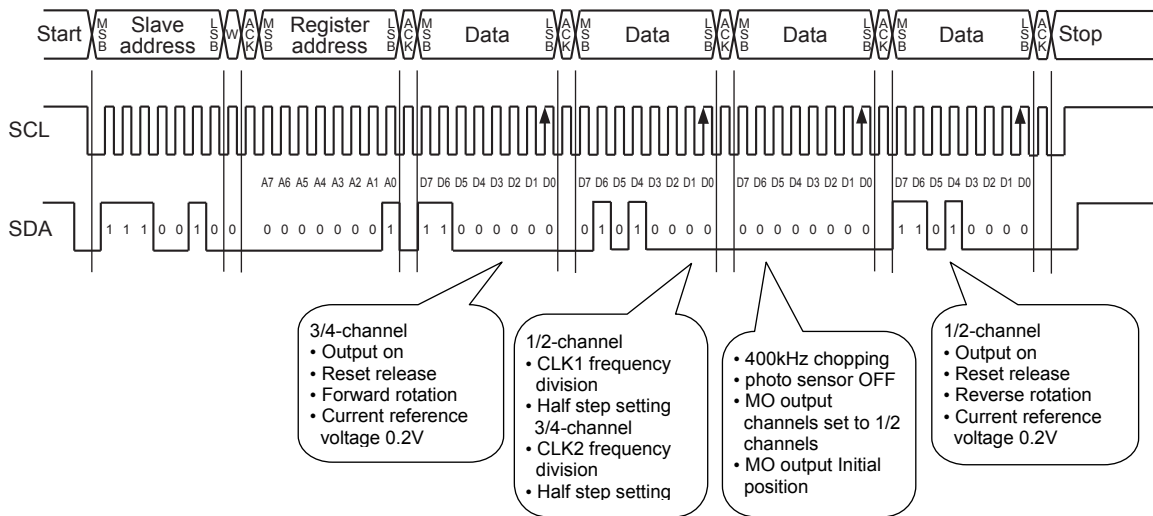 Start MSB Slave address LSB W ACK MSB Register address LSB ACK MSB Data LSB ACK MSB Data LSB ACK MSB Data LSB ACK MSB Data LSB ACK Stop
SCL
A7 A6 A5 A4 A3 A2 A1 A0 D7 D6 D5 D4 D3 D2 D1 D0 D7 D6 D5 D4 D3 D2 D1 D0 D7 D6 D5 D4 D3 D2 D1 D0 D7 D6 D5 D4 D3 D2 D1 D0
SDA 1 1 1 0 0 1 0 0 0 0 0 0 0 0 0 1 1 1 0 0 0 0 0 0 0 1 0 1 0 0 0 0 0 0 0 0 0 0 0 0 1 1 0 1 0 0 0 0
3/4-channel
• Output on
• Reset release
• Forward rotation
• Current reference
voltage 0.2V
1/2-channel
• CLK1 frequency
division
• Half step setting
3/4-channel
• CLK2 frequency
division
• Half step setting
• 400kHz chopping
• photo sensor OFF
• MO output
channels set to 1/2
channels
• MO output Initial
position
1/2-channel
• Output on
• Reset release
• Reverse rotation
• Current reference
voltage 0.2V